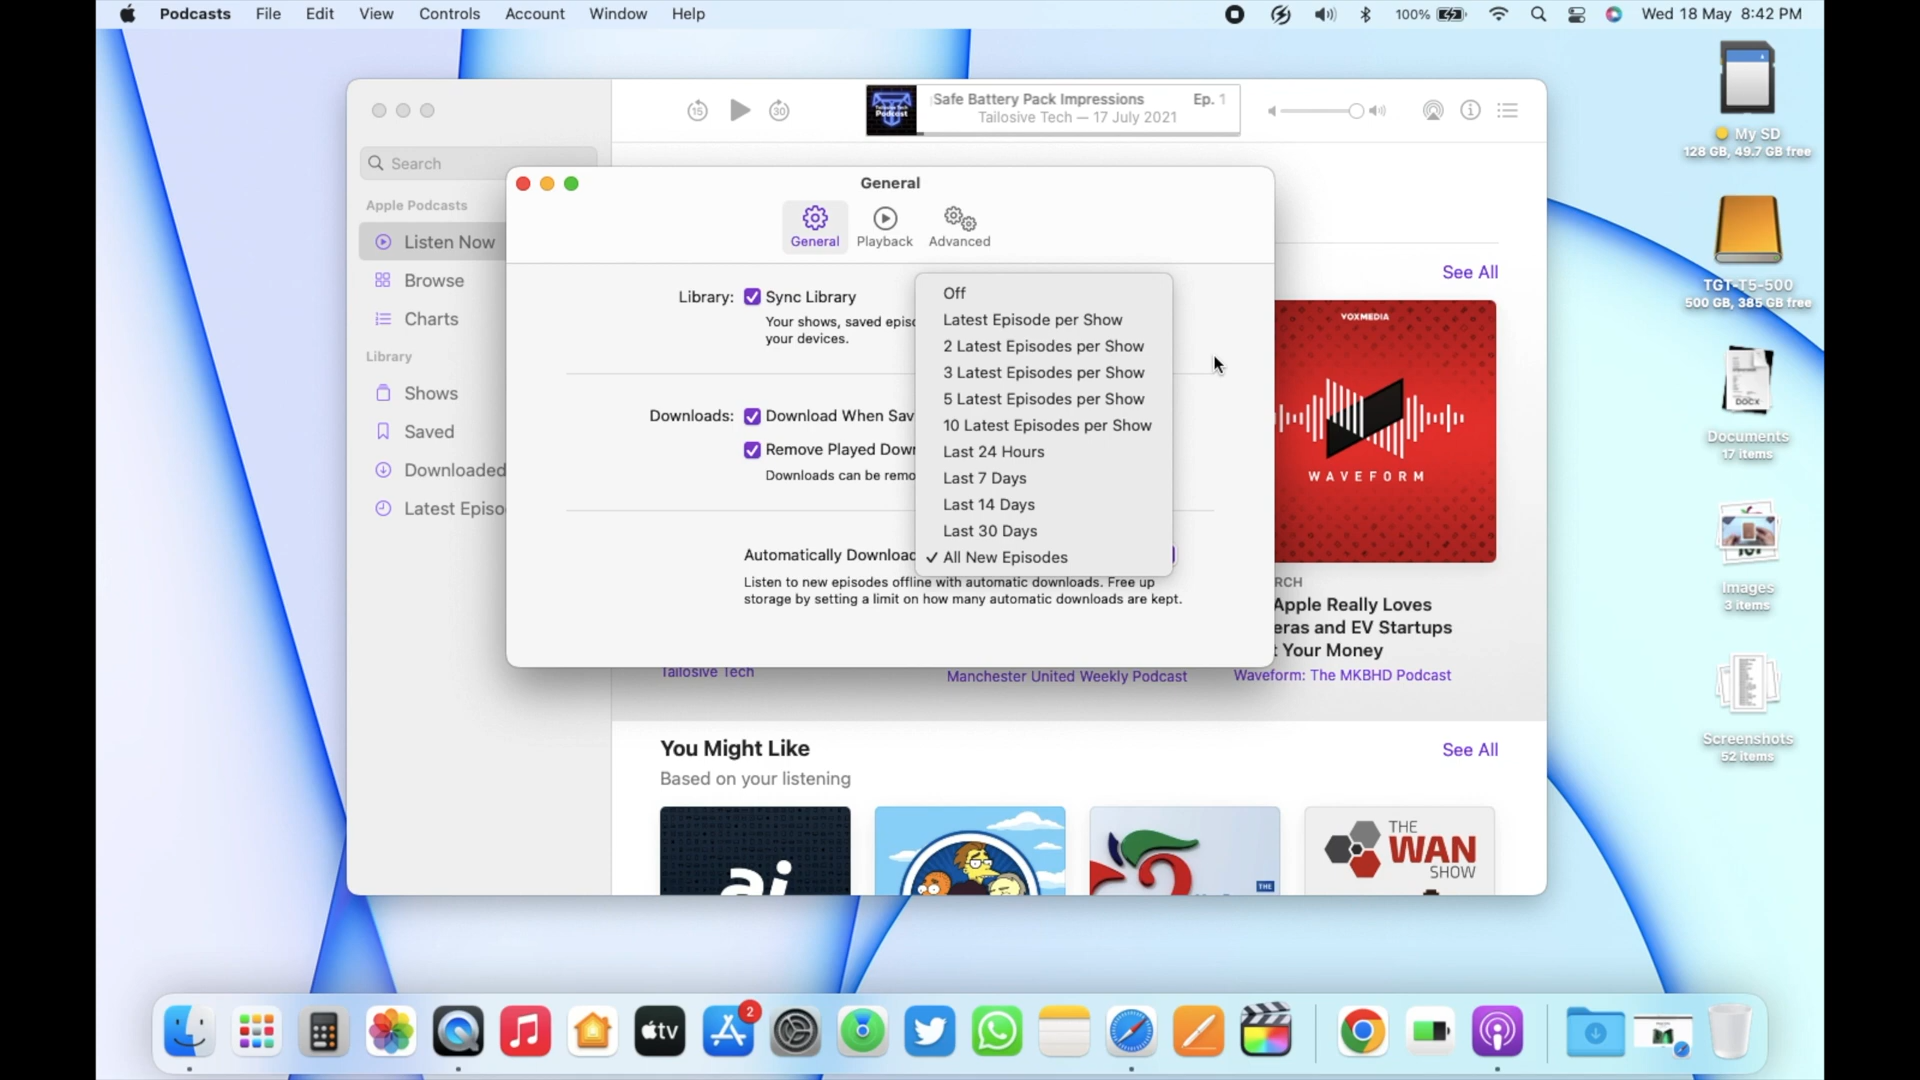 Podcasts File Edit View Controls Account Window Help
100% Wed 18 May 8:42 PM
15 30
Safe Battery Pack Impressions Ep. 1
Tailosive Tech — 17 July 2021
Search
Apple Podcasts
Listen Now
Browse
Charts
Library
Shows
Saved
Downloaded
Latest Episo
General
General Playback Advanced
Library: Sync Library
Your shows, saved episo
your devices.
Downloads: Download When Sav
Remove Played Dow
Downloads can be remo
Automatically Download
Off
Latest Episode per Show
2 Latest Episodes per Show
3 Latest Episodes per Show
5 Latest Episodes per Show
10 Latest Episodes per Show
Last 24 Hours
Last 7 Days
Last 14 Days
Last 30 Days
✓ All New Episodes
Listen to new episodes offline with automatic downloads. Free up
storage by setting a limit on how many automatic downloads are kept.
See All
VOXMEDIA
WAVEFORM
RCH
Apple Really Loves
eras and EV Startups
t Your Money
Tailosive Tech
Manchester United Weekly Podcast
Waveform: The MKBHD Podcast
You Might Like
See All
Based on your listening
ai
THE
THE
WAN
SHOW
My SD
128 GB, 49.7 GB free
TGT-T5-500
500 GB, 385 GB free
DOCX
Documents
17 items
Images
3 items
Screenshots
52 items
tv
2